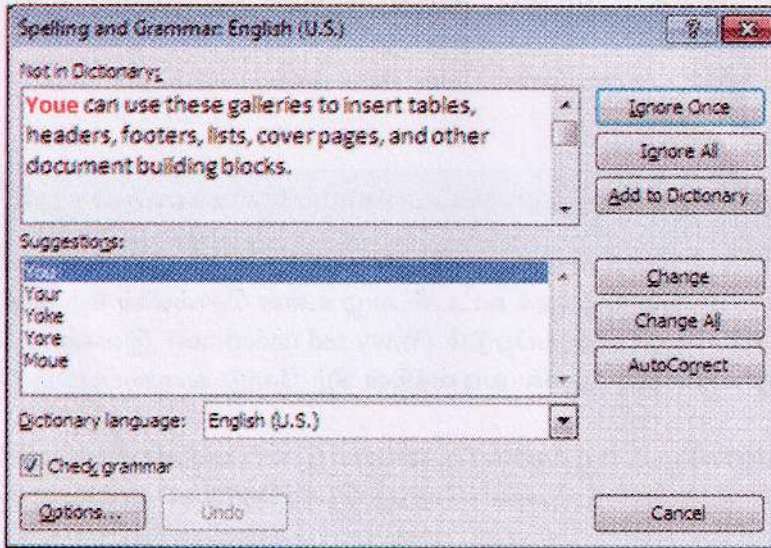 Spelling and Grammar: English (U.S.)
Not in Dictionary:
Youe can use these galleries to insert tables,
headers, footers, lists, cover pages, and other
document building blocks.
Ignore Once
Ignore All
Add to Dictionary
Suggestions:
You
Your
Yoke
Yore
Moue
Change
Change All
AutoCorrect
Dictionary language: English (U.S.)
Check grammar
Options... Undo Cancel